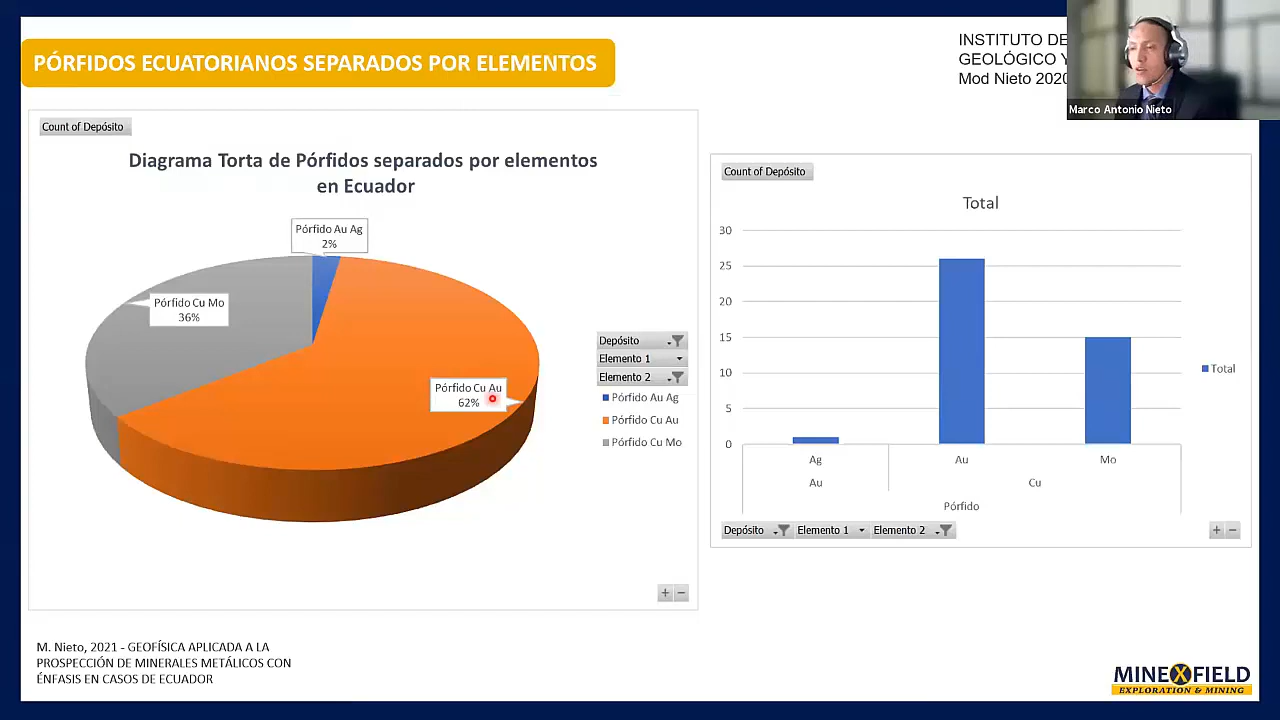 PÓRFIDOS ECUATORIANOS SEPARADOS POR ELEMENTOS
INSTITUTO DE
GEOLÓGICO Y
Mod Nieto 2020
Marco Antonio Nieto
Count of Depósito
Diagrama Torta de Pórfidos separados por elementos
en Ecuador
Pórfido Au Ag
2%
Pórfido Cu Mo
36%
Pórfido Cu Au
62%
Depósito
Elemento 1
Elemento 2
Pórfido Au Ag
Pórfido Cu Au
Pórfido Cu Mo
+ −
Count of Depósito
Total
30
25
20
15
10
5
0
Ag Au Mo
Au Cu
Pórfido
Total
Depósito Elemento 1 Elemento 2
+ −
M. Nieto, 2021 - GEOFÍSICA APLICADA A LA
PROSPECCIÓN DE MINERALES METÁLICOS CON
ÉNFASIS EN CASOS DE ECUADOR
MINEXFIELD
EXPLORATION & MINING